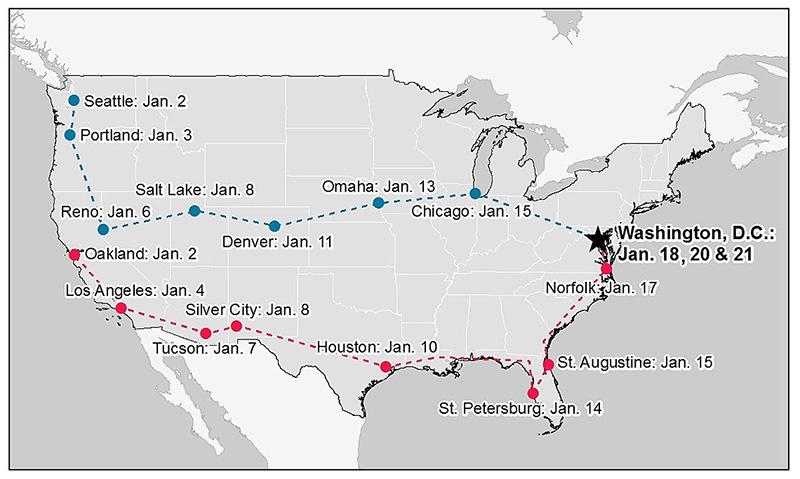 Seattle: Jan. 2
Portland: Jan. 3
Salt Lake: Jan. 8
Omaha: Jan. 13
Reno: Jan. 6
Chicago: Jan. 15
Denver: Jan. 11
Washington, D.C.:
Jan. 18, 20 & 21
Oakland: Jan. 2
Los Angeles: Jan. 4
Norfolk: Jan. 17
Silver City: Jan. 8
Tucson: Jan. 7
Houston: Jan. 10
St. Augustine: Jan. 15
St. Petersburg: Jan. 14